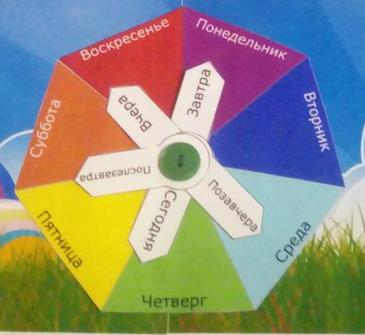 Воскресенье
Понедельник
Вторник
Среда
Четверг
Пятница
Суббота
Вчера
Завтра
Позавчера
Сегодня
Послезавтра